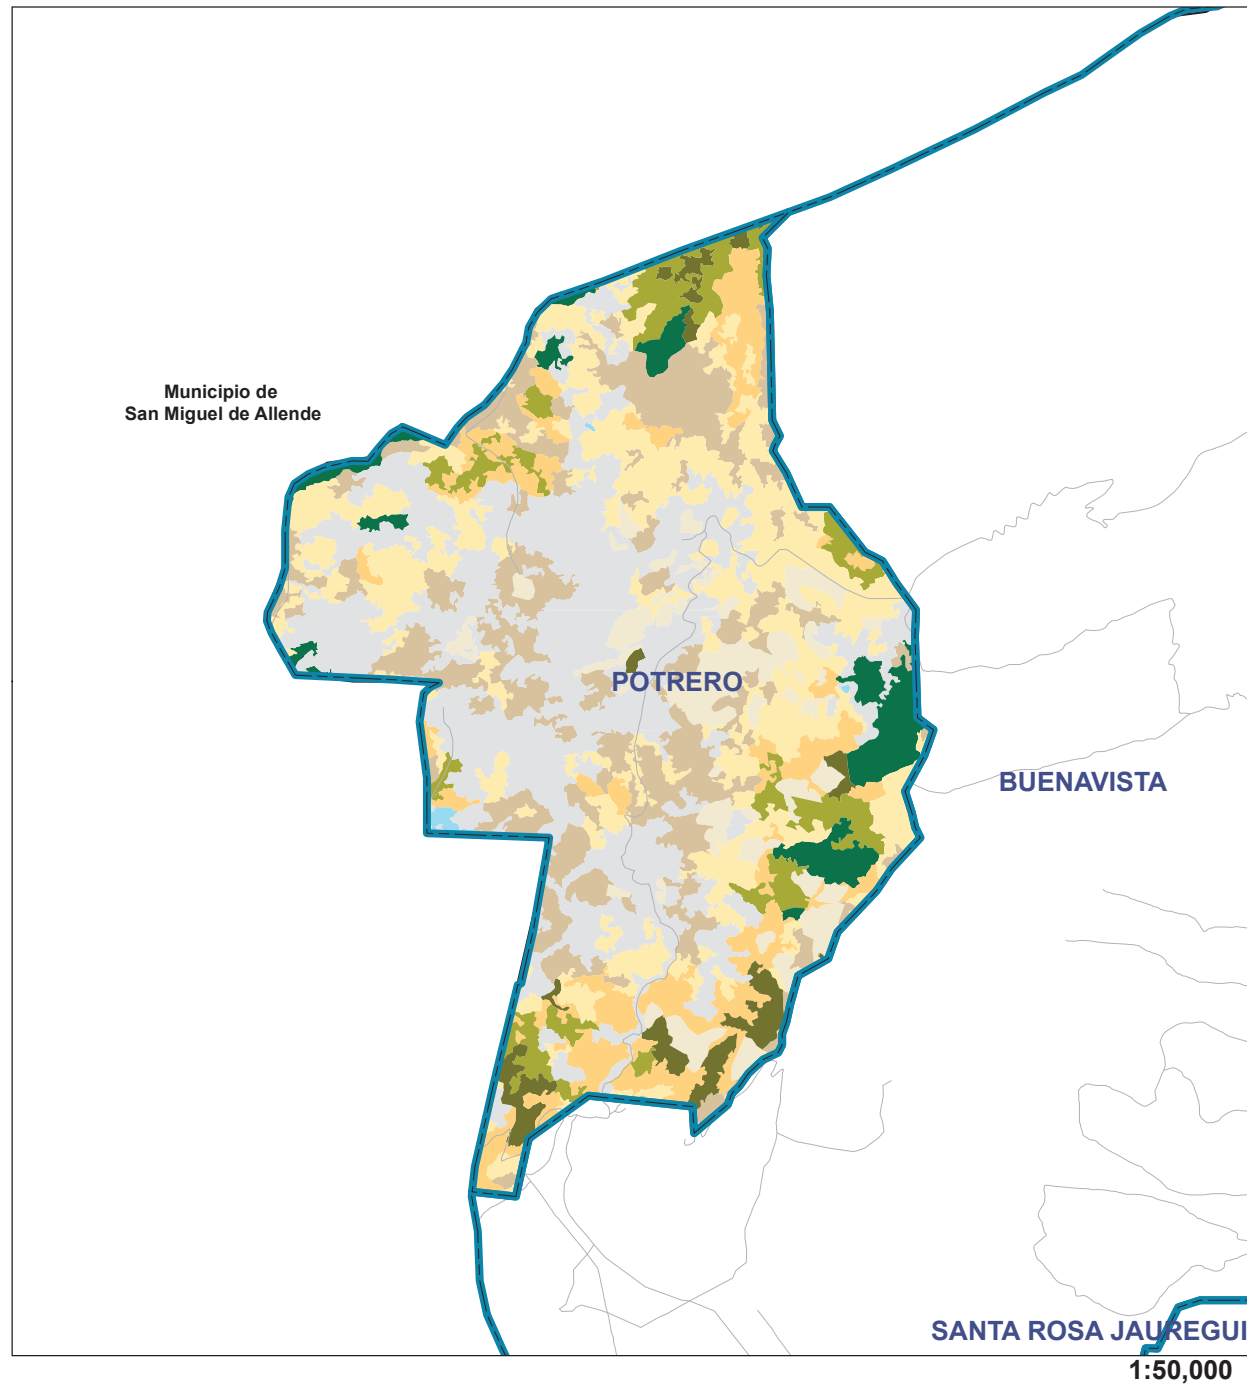 Municipio de
San Miguel de Allende
POTRERO
BUENAVISTA
SANTA ROSA JAUREGUI
1:50,000